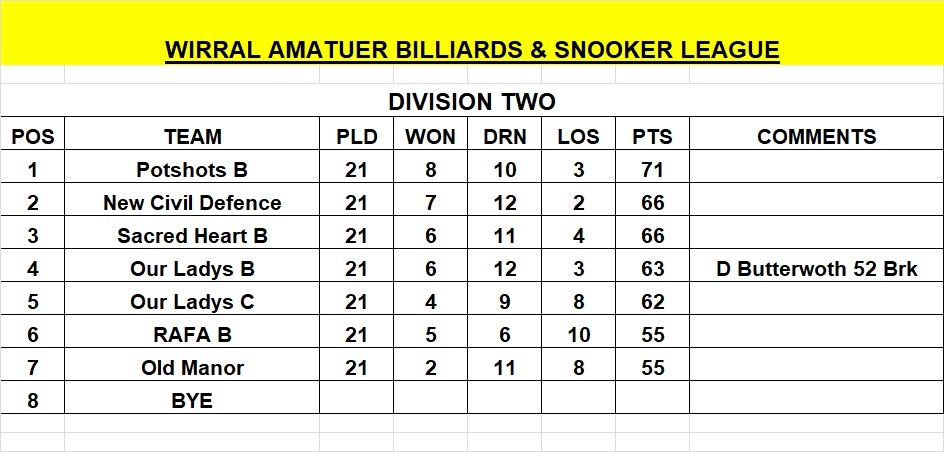 WIRRAL AMATUER BILLIARDS & SNOOKER LEAGUE
DIVISION TWO
POS TEAM PLD WON DRN LOS PTS COMMENTS
1 Potshots B 21 8 10 3 71
2 New Civil Defence 21 7 12 2 66
3 Sacred Heart B 21 6 11 4 66
4 Our Ladys B 21 6 12 3 63 D Butterwoth 52 Brk
5 Our Ladys C 21 4 9 8 62
6 RAFA B 21 5 6 10 55
7 Old Manor 21 2 11 8 55
8 BYE